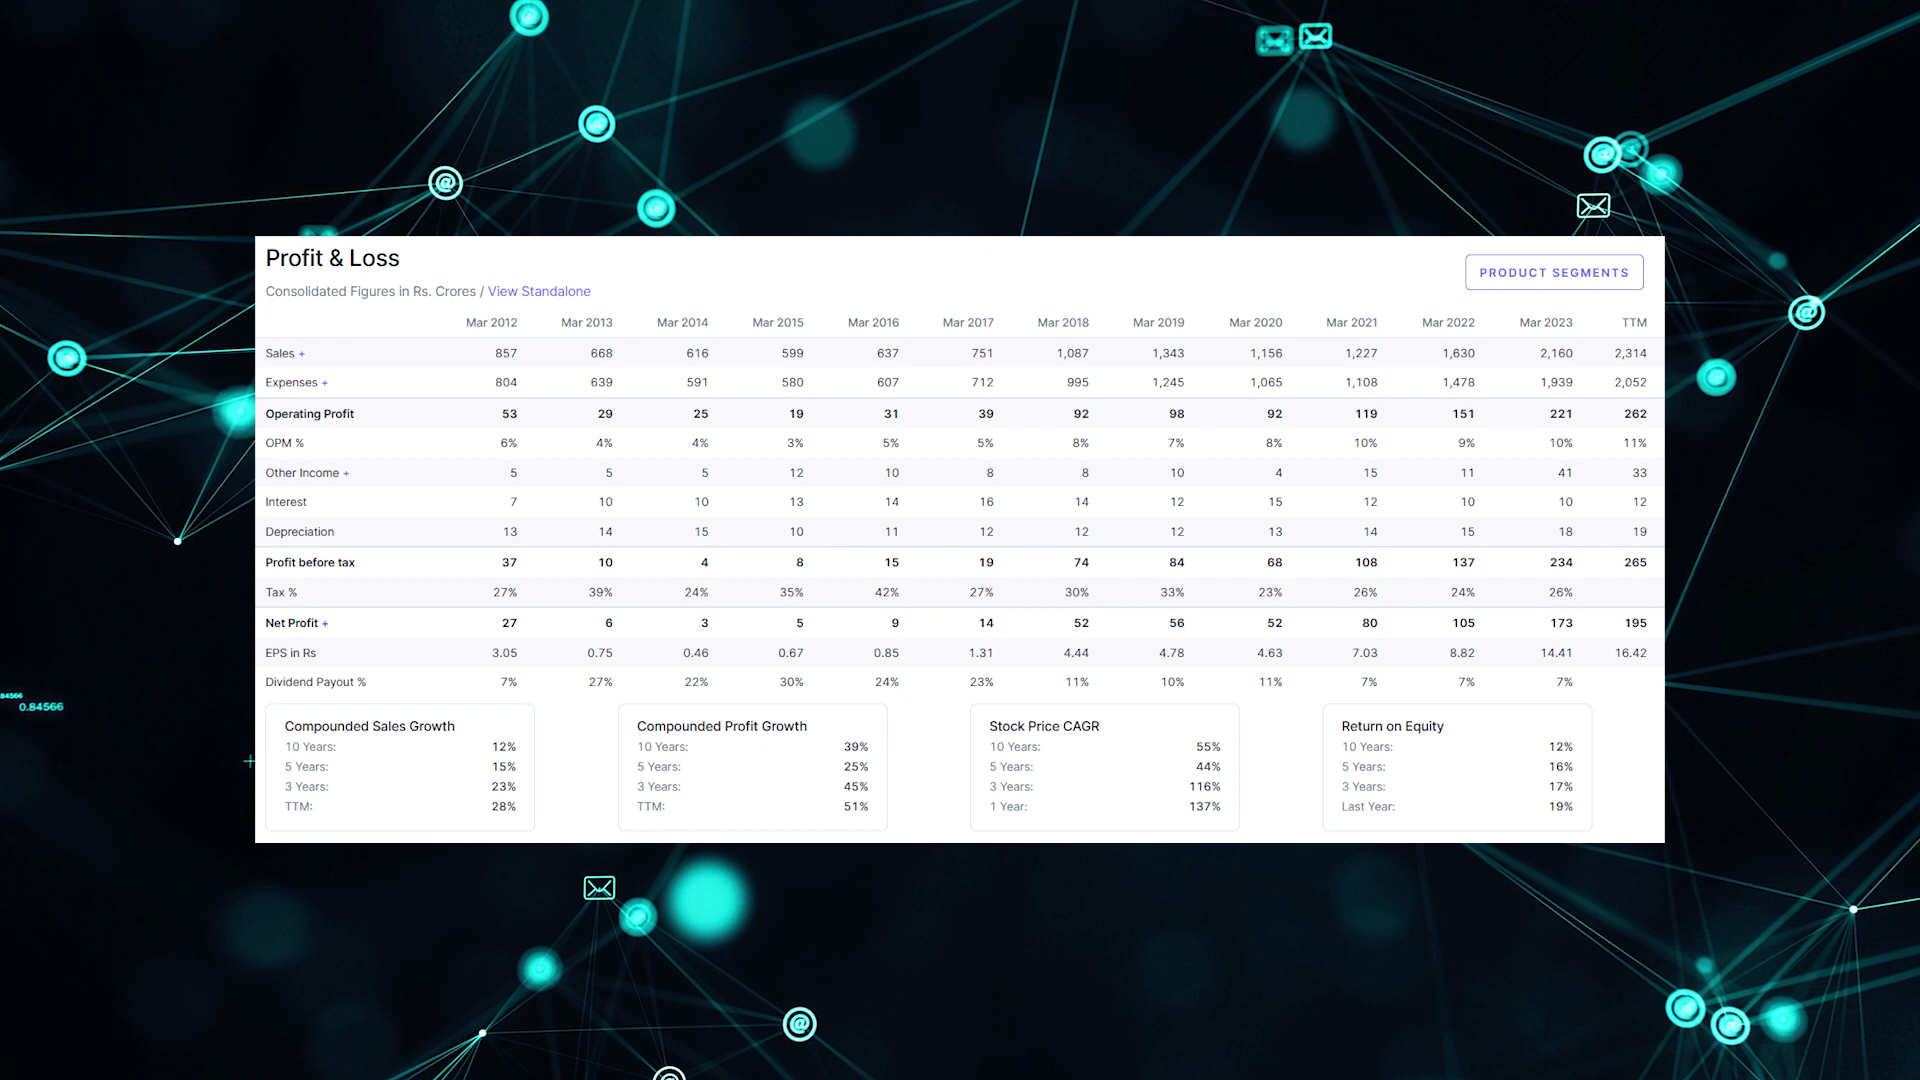 Profit & Loss
PRODUCT SEGMENTS
Consolidated Figures in Rs. Crores / View Standalone
Mar 2012 Mar 2013 Mar 2014 Mar 2015 Mar 2016 Mar 2017 Mar 2018 Mar 2019 Mar 2020 Mar 2021 Mar 2022 Mar 2023 TTM
Sales + 857 668 616 599 637 751 1,087 1,343 1,156 1,227 1,630 2,160 2,314
Expenses + 804 639 591 580 607 712 995 1,245 1,065 1,108 1,478 1,939 2,052
Operating Profit 53 29 25 19 31 39 92 98 92 119 151 221 262
OPM % 6% 4% 4% 3% 5% 5% 8% 7% 8% 10% 9% 10% 11%
Other Income + 5 5 5 12 10 8 8 10 4 15 11 41 33
Interest 7 10 10 13 14 16 14 12 15 12 10 10 12
Depreciation 13 14 15 10 11 12 12 12 13 14 15 18 19
Profit before tax 37 10 4 8 15 19 74 84 68 108 137 234 265
Tax % 27% 39% 24% 35% 42% 27% 30% 33% 23% 26% 24% 26%
Net Profit + 27 6 3 5 9 14 52 56 52 80 105 173 195
EPS in Rs 3.05 0.75 0.46 0.67 0.85 1.31 4.44 4.78 4.63 7.03 8.82 14.41 16.42
Dividend Payout % 7% 27% 22% 30% 24% 23% 11% 10% 11% 7% 7% 7%
84566
0.84566
Compounded Sales Growth
10 Years: 12%
5 Years: 15%
3 Years: 23%
TTM: 28%
Compounded Profit Growth
10 Years: 39%
5 Years: 25%
3 Years: 45%
TTM: 51%
Stock Price CAGR
10 Years: 55%
5 Years: 44%
3 Years: 116%
1 Year: 137%
Return on Equity
10 Years: 12%
5 Years: 16%
3 Years: 17%
Last Year: 19%